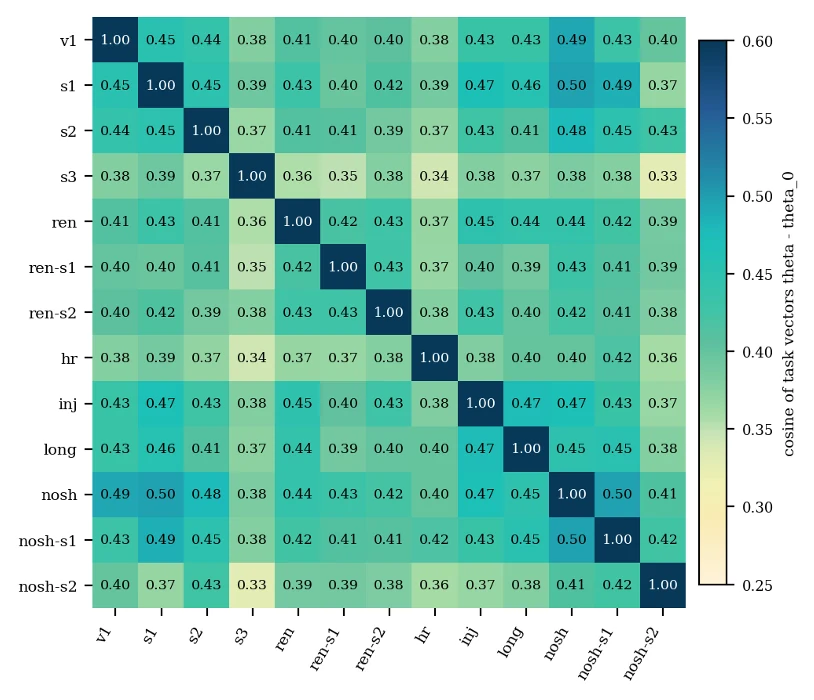 v1 1.00 0.45 0.44 0.38 0.41 0.40 0.40 0.38 0.43 0.43 0.49 0.43 0.40
s1 0.45 1.00 0.45 0.39 0.43 0.40 0.42 0.39 0.47 0.46 0.50 0.49 0.37
s2 0.44 0.45 1.00 0.37 0.41 0.41 0.39 0.37 0.43 0.41 0.48 0.45 0.43
s3 0.38 0.39 0.37 1.00 0.36 0.35 0.38 0.34 0.38 0.37 0.38 0.38 0.33
ren 0.41 0.43 0.41 0.36 1.00 0.42 0.43 0.37 0.45 0.44 0.44 0.42 0.39
ren-s1 0.40 0.40 0.41 0.35 0.42 1.00 0.43 0.37 0.40 0.39 0.43 0.41 0.39
ren-s2 0.40 0.42 0.39 0.38 0.43 0.43 1.00 0.38 0.43 0.40 0.42 0.41 0.38
hr 0.38 0.39 0.37 0.34 0.37 0.37 0.38 1.00 0.38 0.40 0.40 0.42 0.36
inj 0.43 0.47 0.43 0.38 0.45 0.40 0.43 0.38 1.00 0.47 0.47 0.43 0.37
long 0.43 0.46 0.41 0.37 0.44 0.39 0.40 0.40 0.47 1.00 0.45 0.45 0.38
nosh 0.49 0.50 0.48 0.38 0.44 0.43 0.42 0.40 0.47 0.45 1.00 0.50 0.41
nosh-s1 0.43 0.49 0.45 0.38 0.42 0.41 0.41 0.42 0.43 0.45 0.50 1.00 0.42
nosh-s2 0.40 0.37 0.43 0.33 0.39 0.39 0.38 0.36 0.37 0.38 0.41 0.42 1.00
v1 s1 s2 s3 ren ren-s1 ren-s2 hr inj long nosh nosh-s1 nosh-s2
0.60
0.55
0.50
0.45
0.40
0.35
0.30
0.25
cosine of task vectors theta - theta_0